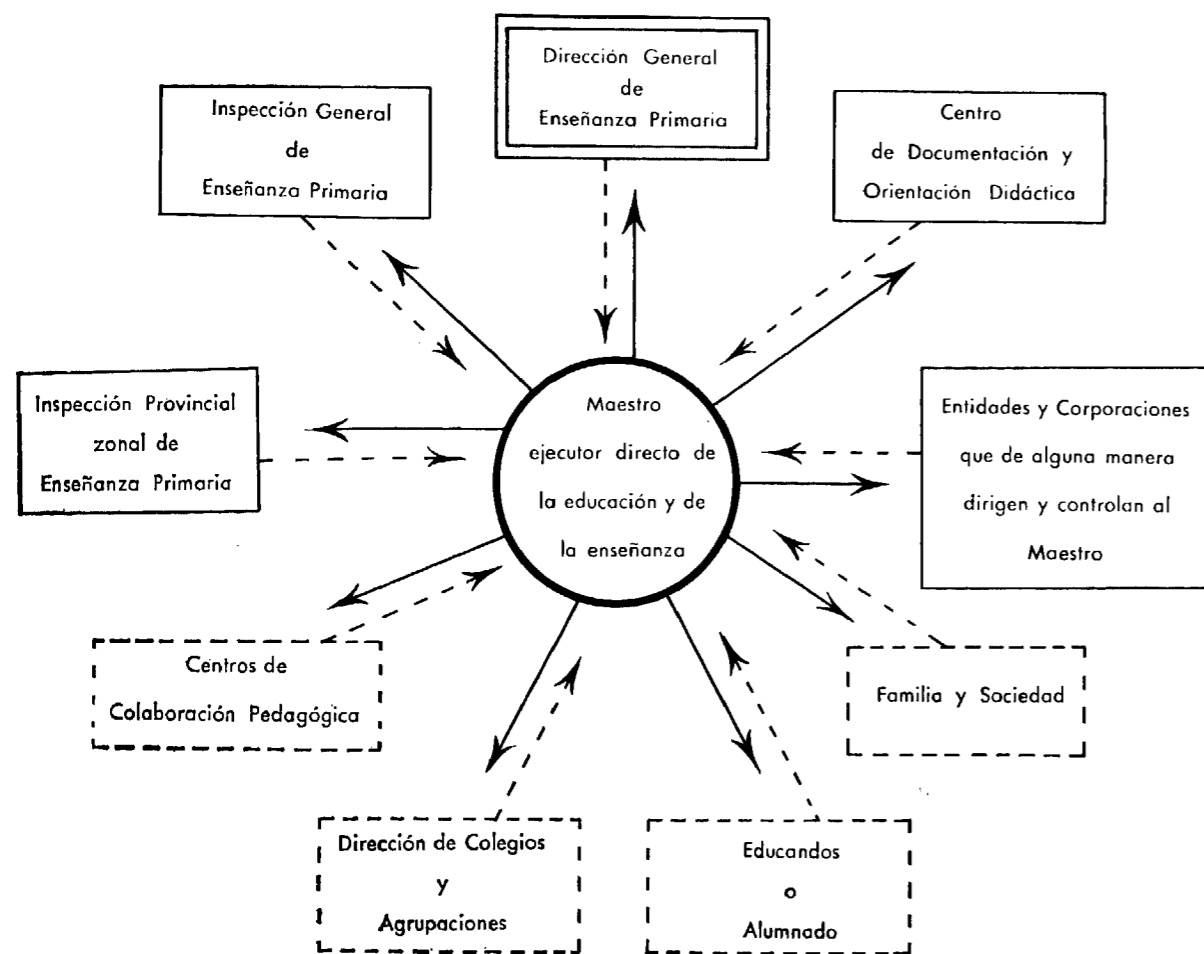 Dirección General
de
Enseñanza Primaria
Inspección General
de
Enseñanza Primaria
Centro
de Documentación y
Orientación Didáctica
Inspección Provincial
zonal de
Enseñanza Primaria
Maestro
ejecutor directo de
la educación y de
la enseñanza
Entidades y Corporaciones
que de alguna manera
dirigen y controlan al
Maestro
Centros de
Colaboración Pedagógica
Familia y Sociedad
Dirección de Colegios
y
Agrupaciones
Educandos
o
Alumnado